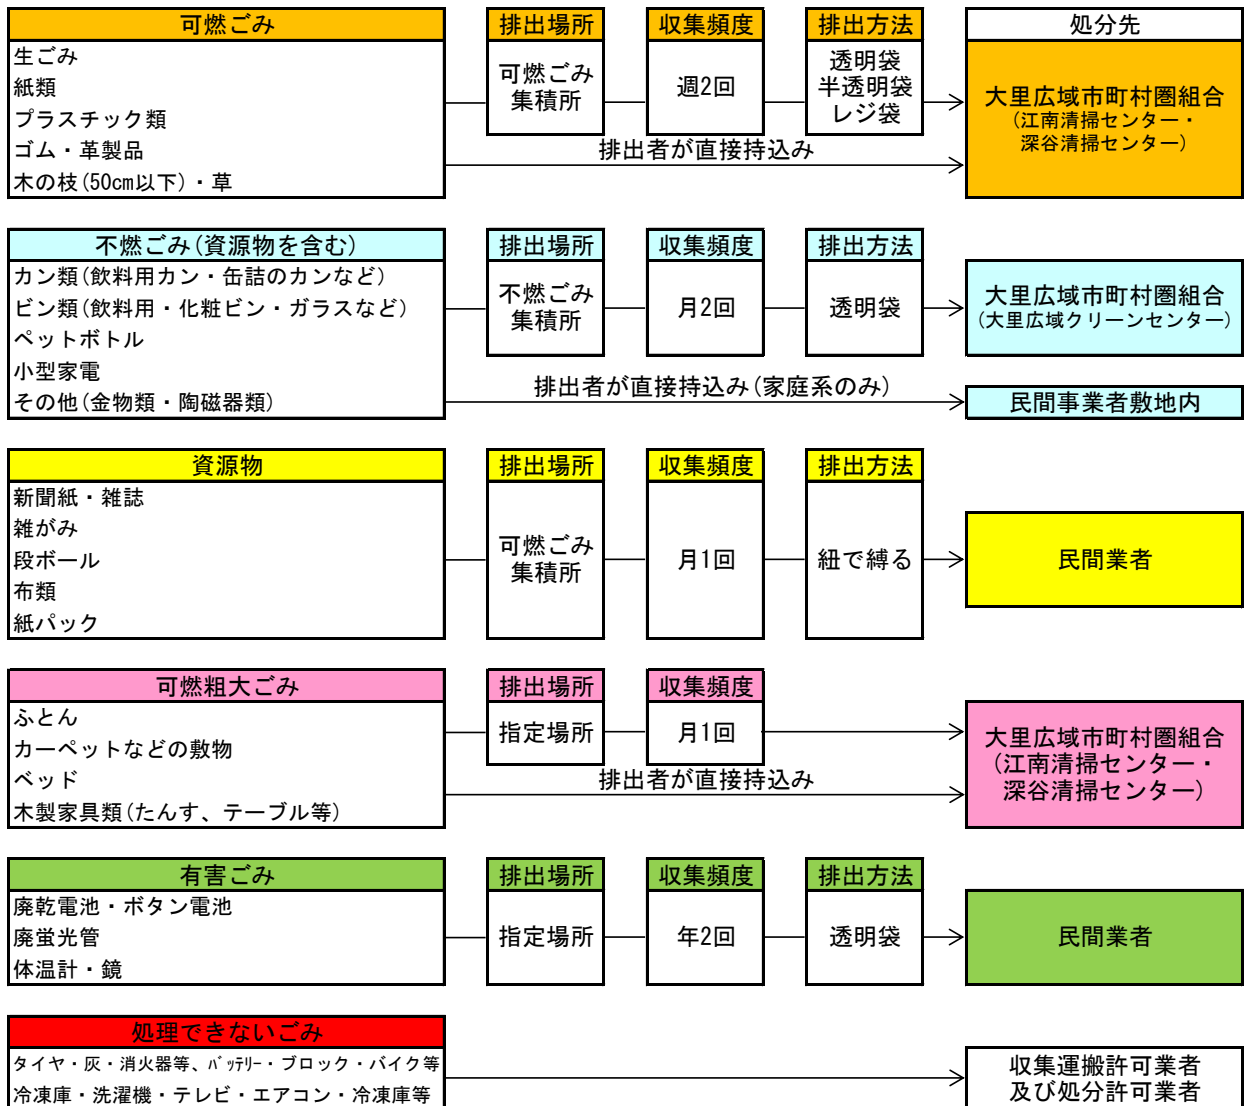 可燃ごみ
生ごみ
紙類
プラスチック類
ゴム・革製品
木の枝(50cm以下)・草
排出場所
可燃ごみ
集積所
収集頻度
週2回
排出方法
透明袋
半透明袋
レジ袋
排出者が直接持込み
処分先
大里広域市町村圏組合
(江南清掃センター・
深谷清掃センター)
不燃ごみ(資源物を含む)
カン類(飲料用カン・缶詰のカンなど)
ビン類(飲料用・化粧ビン・ガラスなど)
ペットボトル
小型家電
その他(金物類・陶磁器類)
排出場所
不燃ごみ
集積所
収集頻度
月2回
排出方法
透明袋
大里広域市町村圏組合
(大里広域クリーンセンター)
排出者が直接持込み(家庭系のみ)
民間事業者敷地内
資源物
新聞紙・雑誌
雑がみ
段ボール
布類
紙パック
排出場所
可燃ごみ
集積所
収集頻度
月1回
排出方法
紐で縛る
民間業者
可燃粗大ごみ
ふとん
カーペットなどの敷物
ベッド
木製家具類(たんす、テーブル等)
排出場所
指定場所
収集頻度
月1回
排出者が直接持込み
大里広域市町村圏組合
(江南清掃センター・
深谷清掃センター)
有害ごみ
廃乾電池・ボタン電池
廃蛍光管
体温計・鏡
排出場所
指定場所
収集頻度
年2回
排出方法
透明袋
民間業者
処理できないごみ
タイヤ・灰・消火器等、ﾊﾞｯﾃﾘｰ・ブロック・バイク等
冷凍庫・洗濯機・テレビ・エアコン・冷凍庫等
収集運搬許可業者
及び処分許可業者